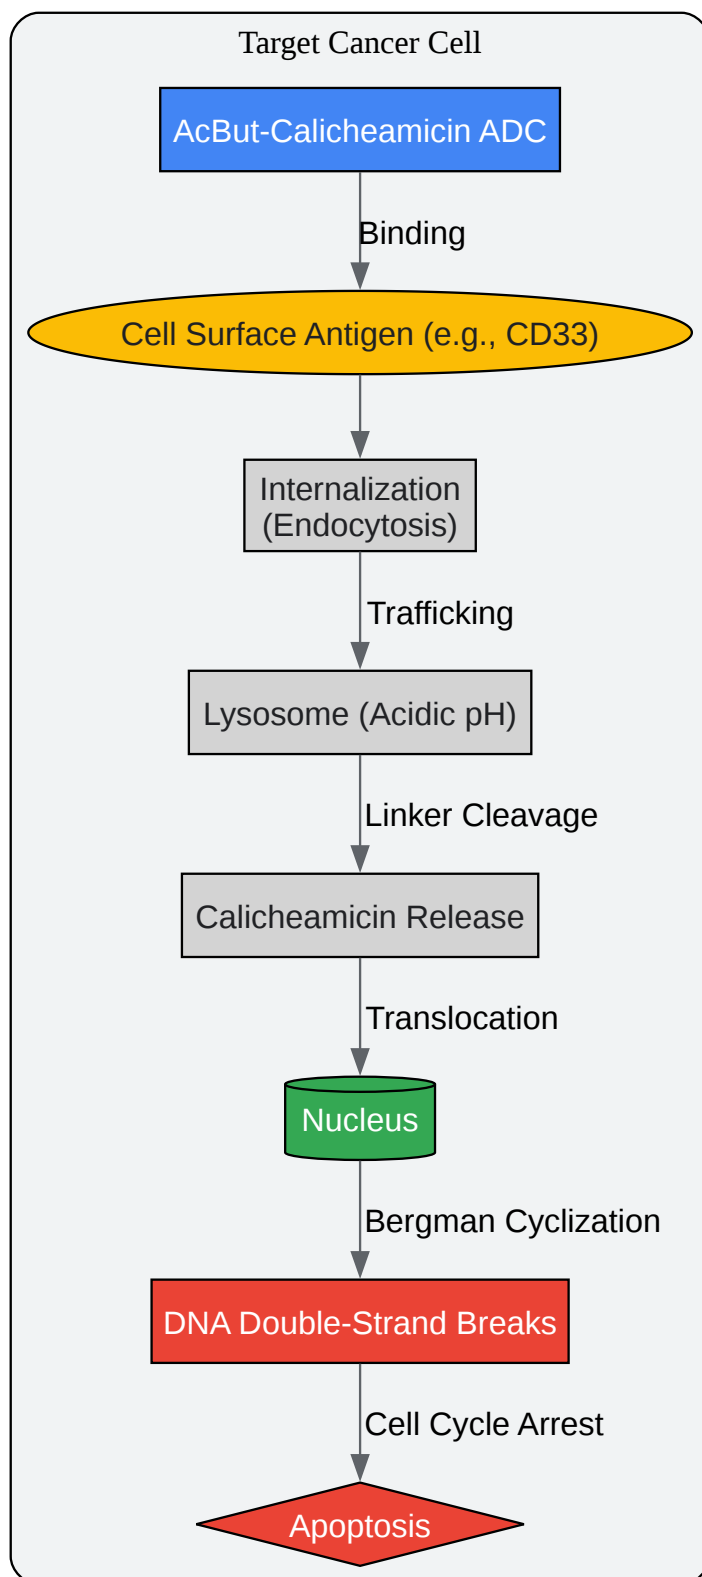 Target Cancer Cell
AcBut-Calicheamicin ADC
Binding
Cell Surface Antigen (e.g., CD33)
Internalization
(Endocytosis)
Trafficking
Lysosome (Acidic pH)
Linker Cleavage
Calicheamicin Release
Translocation
Nucleus
Bergman Cyclization
DNA Double-Strand Breaks
Cell Cycle Arrest
Apoptosis